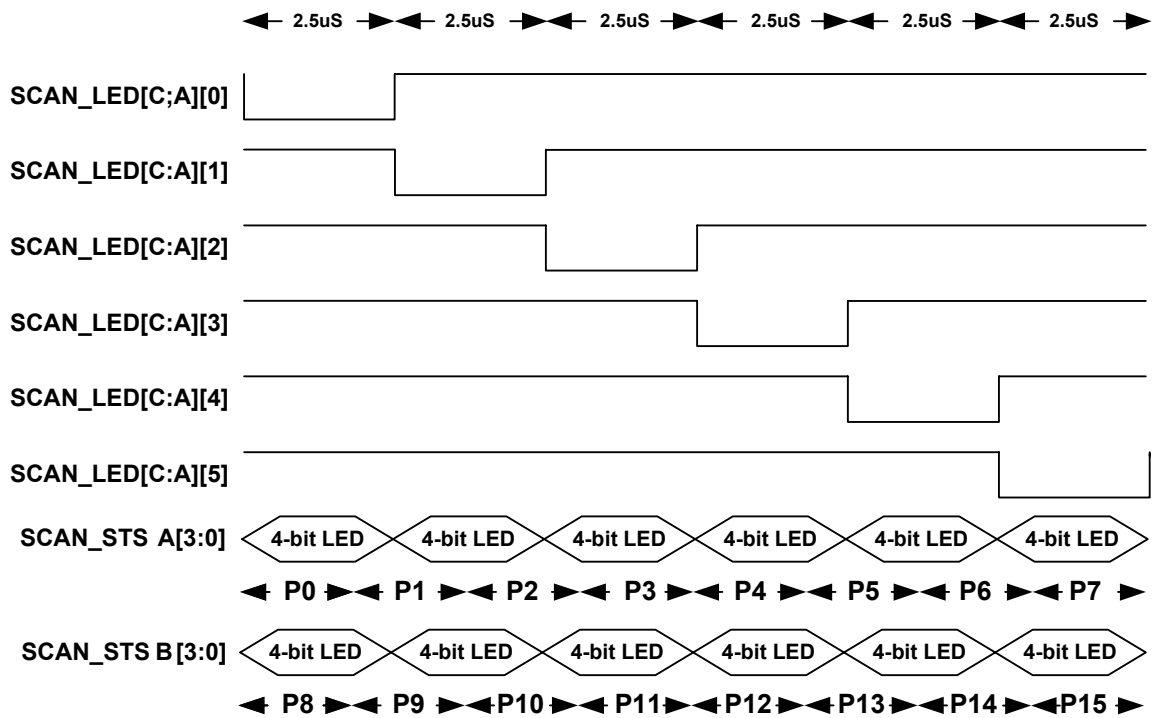 2.5uS 2.5uS 2.5uS 2.5uS 2.5uS 2.5uS
SCAN_LED[C;A][0]
SCAN_LED[C:A][1]
SCAN_LED[C:A][2]
SCAN_LED[C:A][3]
SCAN_LED[C:A][4]
SCAN_LED[C:A][5]
SCAN_STS A[3:0] 4-bit LED 4-bit LED 4-bit LED 4-bit LED 4-bit LED 4-bit LED
P0 P1 P2 P3 P4 P5 P6 P7
SCAN_STS B[3:0] 4-bit LED 4-bit LED 4-bit LED 4-bit LED 4-bit LED 4-bit LED
P8 P9 P10 P11 P12 P13 P14 P15